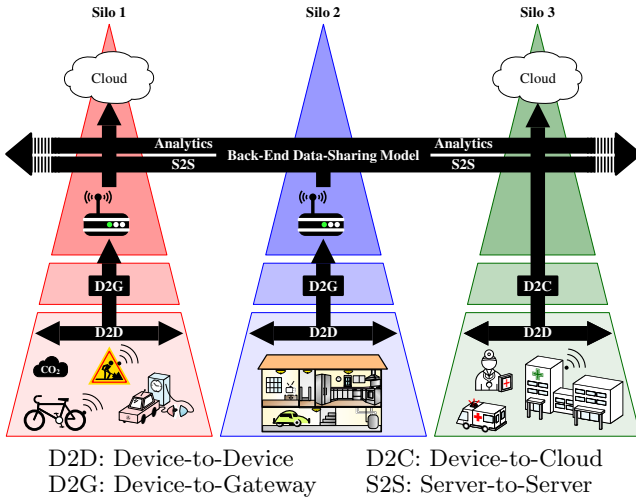 Silo 1 Silo 2 Silo 3
Cloud Cloud
Analytics Analytics
Back-End Data-Sharing Model
S2S S2S
D2G D2G D2C
D2D D2D D2D
CO2
D2D: Device-to-Device D2C: Device-to-Cloud
D2G: Device-to-Gateway S2S: Server-to-Server